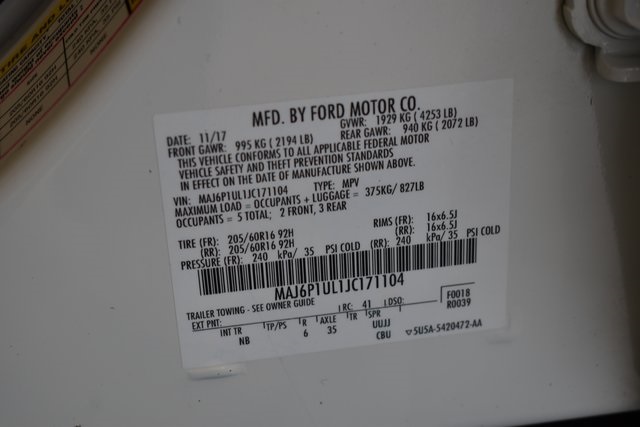 TIRE AND L
MFD. BY FORD MOTOR CO.
DATE: 11/17 GVWR: 1929 KG ( 4253 LB)
FRONT GAWR: 995 KG ( 2194 LB) REAR GAWR: 940 KG ( 2072 LB)
THIS VEHICLE CONFORMS TO ALL APPLICABLE FEDERAL MOTOR
VEHICLE SAFETY AND THEFT PREVENTION STANDARDS
IN EFFECT ON THE DATE OF MANUFACTURE SHOWN ABOVE.
VIN: MAJ6P1UL1JC171104 TYPE: MPV
MAXIMUM LOAD = OCCUPANTS + LUGGAGE = 375KG/ 827LB
OCCUPANTS = 5 TOTAL; 2 FRONT, 3 REAR
TIRE (FR): 205/60R16 92H RIMS (FR): 16x6.5J
(RR): 205/60R16 92H (RR): 16x6.5J
PRESSURE (FR): 240 kPa/ 35 PSI COLD (RR): 240 kPa/ 35 PSI COLD
MAJ6P1UL1JC171104
TRAILER TOWING - SEE OWNER GUIDE RC: 41 DSO: F0018
EXT PNT: R0039
INT TR TP/PS R AXLE TR SPR
NB 6 35 UUJJ
CBU 5U5A-5420472-AA